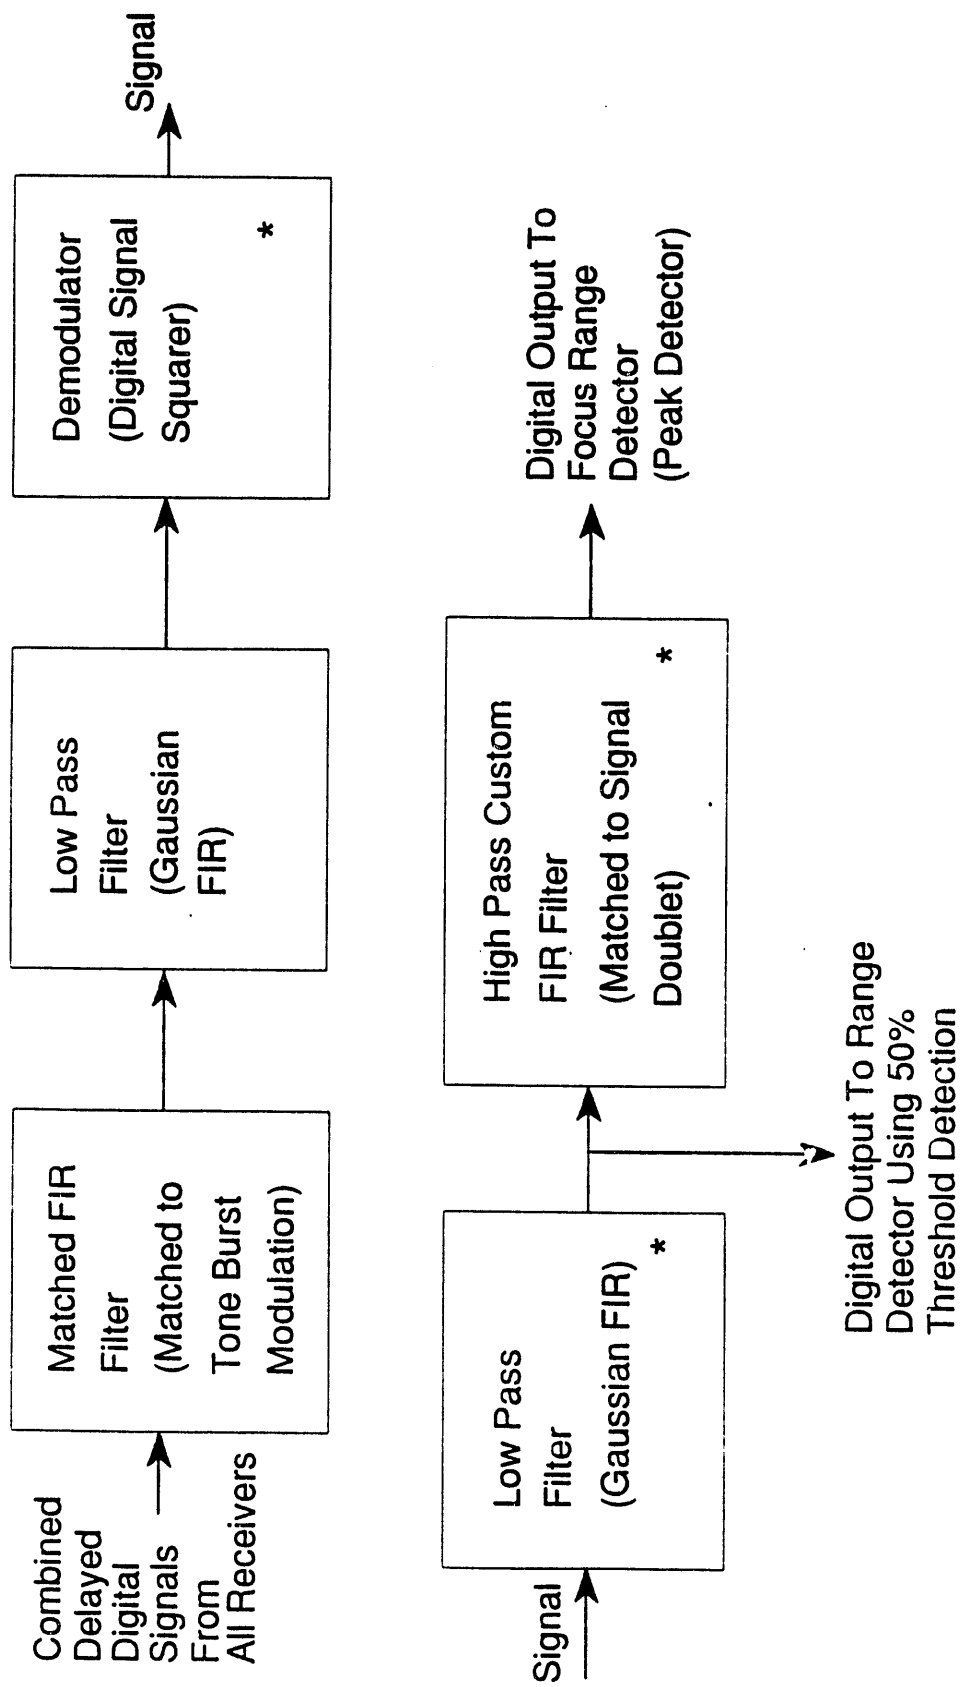 Combined
Delayed
Digital
Signals
From
All Receivers
Matched FIR
Filter
(Matched to
Tone Burst
Modulation)
Low Pass
Filter
(Gaussian
FIR)
Demodulator
(Digital Signal
Squarer)
*
Signal
Signal
Low Pass
Filter
(Gaussian FIR)
*
Digital Output To Range
Detector Using 50%
Threshold Detection
High Pass Custom
FIR Filter
(Matched to Signal
Doublet)
*
Digital Output To
Focus Range
Detector
(Peak Detector)